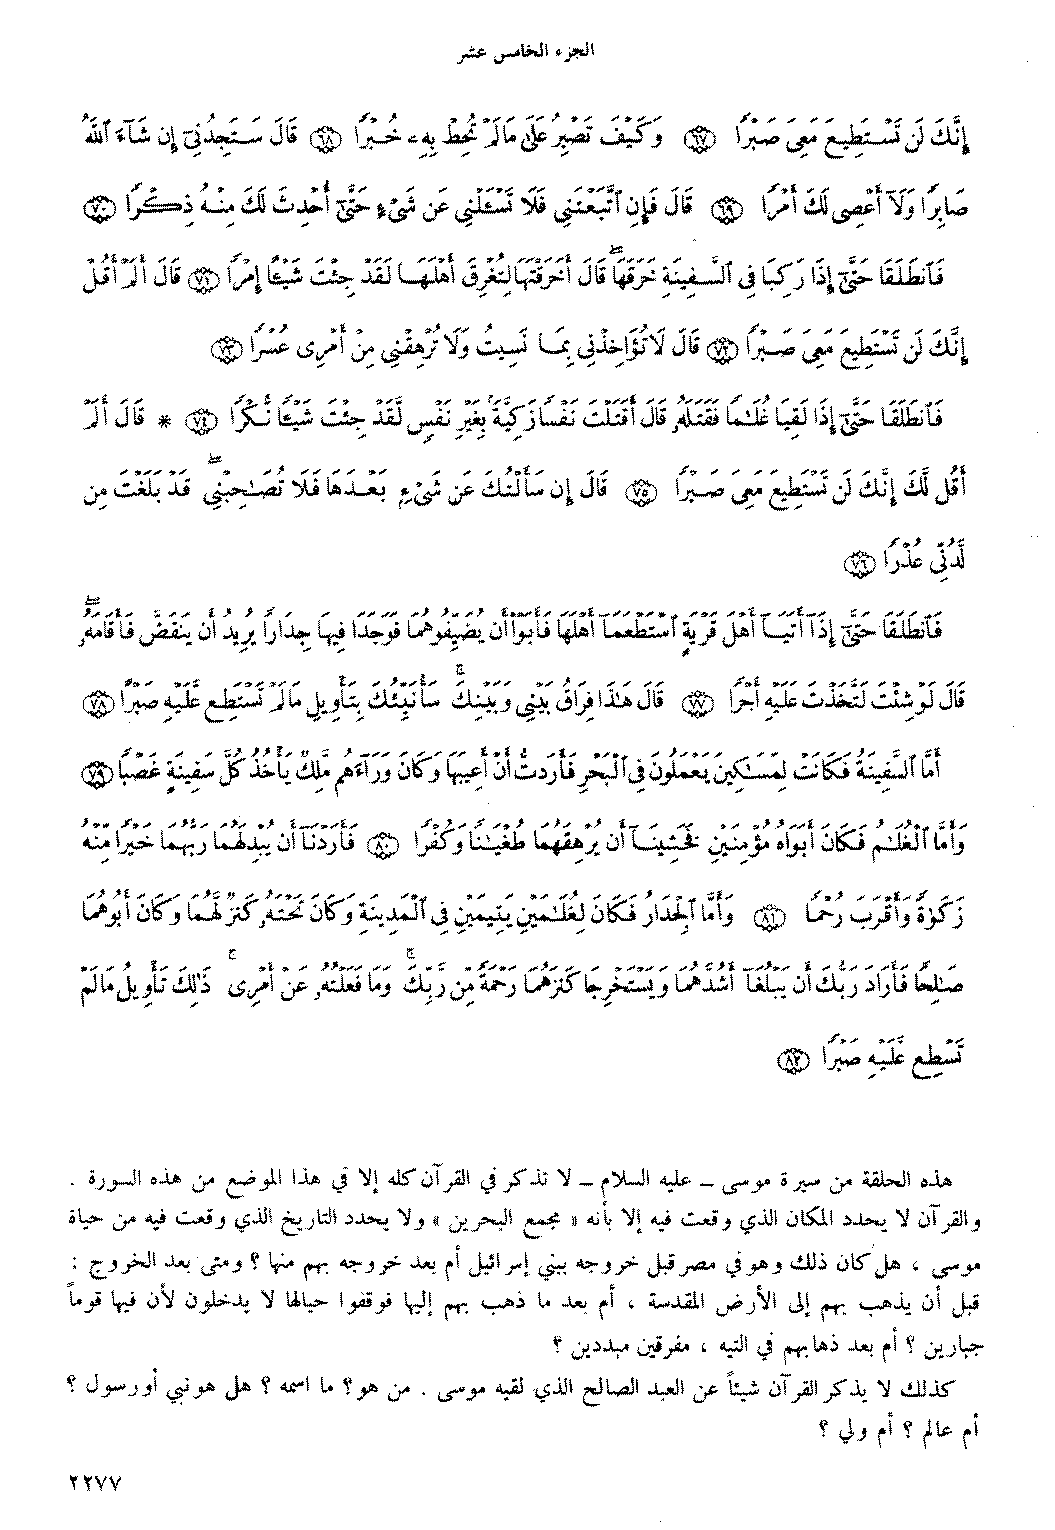 الجزء الخامس عشر
إِنَّكَ لَن تَسْتَطِيعَ مَعِىَ صَبْرًا ﴿٦٧﴾ وَكَيْفَ تَصْبِرُ عَلَىٰ مَالَمْ تُحِطْ بِهِۦ خُبْرًا ﴿٦٨﴾ قَالَ سَتَجِدُنِىٓ إِن شَآءَ ٱللَّهُ
صَابِرًا وَلَآ أَعْصِى لَكَ أَمْرًا ﴿٦٩﴾ قَالَ فَإِنِ ٱتَّبَعْتَنِى فَلَا تَسْـَٔلْنِى عَن شَىْءٍ حَتَّىٰٓ أُحْدِثَ لَكَ مِنْهُ ذِكْرًا ﴿٧٠﴾
فَٱنطَلَقَا حَتَّىٰٓ إِذَا رَكِبَا فِى ٱلسَّفِينَةِ خَرَقَهَا ۖ قَالَ أَخَرَقْتَهَا لِتُغْرِقَ أَهْلَهَا لَقَدْ جِئْتَ شَيْـًٔا إِمْرًا ﴿٧١﴾ قَالَ أَلَمْ أَقُلْ
إِنَّكَ لَن تَسْتَطِيعَ مَعِىَ صَبْرًا ﴿٧٢﴾ قَالَ لَا تُؤَاخِذْنِى بِمَا نَسِيتُ وَلَا تُرْهِقْنِى مِنْ أَمْرِى عُسْرًا ﴿٧٣﴾
فَٱنطَلَقَا حَتَّىٰٓ إِذَا لَقِيَا غُلَـٰمًا فَقَتَلَهُۥ قَالَ أَقَتَلْتَ نَفْسًا زَكِيَّةًۢ بِغَيْرِ نَفْسٍ لَّقَدْ جِئْتَ شَيْـًٔا نُّكْرًا ﴿٧٤﴾ * قَالَ أَلَمْ
أَقُل لَّكَ إِنَّكَ لَن تَسْتَطِيعَ مَعِىَ صَبْرًا ﴿٧٥﴾ قَالَ إِن سَأَلْتُكَ عَن شَىْءٍۭ بَعْدَهَا فَلَا تُصَـٰحِبْنِى ۖ قَدْ بَلَغْتَ مِن
لَّدُنِّى عُذْرًا ﴿٧٦﴾
فَٱنطَلَقَا حَتَّىٰٓ إِذَآ أَتَيَآ أَهْلَ قَرْيَةٍ ٱسْتَطْعَمَآ أَهْلَهَا فَأَبَوْا۟ أَن يُضَيِّفُوهُمَا فَوَجَدَا فِيهَا جِدَارًا يُرِيدُ أَن يَنقَضَّ فَأَقَامَهُۥ ۖ
قَالَ لَوْ شِئْتَ لَتَّخَذْتَ عَلَيْهِ أَجْرًا ﴿٧٧﴾ قَالَ هَـٰذَا فِرَاقُ بَيْنِى وَبَيْنِكَ ۚ سَأُنَبِّئُكَ بِتَأْوِيلِ مَالَمْ تَسْتَطِع عَّلَيْهِ صَبْرًا ﴿٧٨﴾
أَمَّا ٱلسَّفِينَةُ فَكَانَتْ لِمَسَـٰكِينَ يَعْمَلُونَ فِى ٱلْبَحْرِ فَأَرَدتُّ أَنْ أَعِيبَهَا وَكَانَ وَرَآءَهُم مَّلِكٌ يَأْخُذُ كُلَّ سَفِينَةٍ غَصْبًا ﴿٧٩﴾
وَأَمَّا ٱلْغُلَـٰمُ فَكَانَ أَبَوَاهُ مُؤْمِنَيْنِ فَخَشِينَآ أَن يُرْهِقَهُمَا طُغْيَـٰنًا وَكُفْرًا ﴿٨٠﴾ فَأَرَدْنَآ أَن يُبْدِلَهُمَا رَبُّهُمَا خَيْرًا مِّنْهُ
زَكَوٰةً وَأَقْرَبَ رُحْمًا ﴿٨١﴾ وَأَمَّا ٱلْجِدَارُ فَكَانَ لِغُلَـٰمَيْنِ يَتِيمَيْنِ فِى ٱلْمَدِينَةِ وَكَانَ تَحْتَهُۥ كَنزٌ لَّهُمَا وَكَانَ أَبُوهُمَا
صَـٰلِحًا فَأَرَادَ رَبُّكَ أَن يَبْلُغَآ أَشُدَّهُمَا وَيَسْتَخْرِجَا كَنزَهُمَا رَحْمَةً مِّن رَّبِّكَ ۚ وَمَا فَعَلْتُهُۥ عَنْ أَمْرِى ۚ ذَٰلِكَ تَأْوِيلُ مَالَمْ
تَسْطِع عَّلَيْهِ صَبْرًا ﴿٨٢﴾
هذه الحلقة من سيرة موسى – عليه السلام – لا تذكر في القرآن كله إلا في هذا الموضع من هذه السورة .
والقرآن لا يحدد المكان الذي وقعت فيه إلا بأنه « مجمع البحرين » ولا يحدد التاريخ الذي وقعت فيه من حياة
موسى ، هل كان ذلك وهو في مصر قبل خروجه ببني إسرائيل أم بعد خروجه بهم منها ؟ ومتى بعد الخروج :
قبل أن يذهب بهم إلى الأرض المقدسة ، أم بعد ما ذهب بهم إليها فوقفوا حيالها لا يدخلون لأن فيها قوماً
جبارين ؟ أم بعد ذهابهم في التيه ، مفرقين مبددين ؟
كذلك لا يذكر القرآن شيئاً عن العبد الصالح الذي لقيه موسى . من هو ؟ ما اسمه ؟ هل هو نبي أو رسول ؟
أم عالم ؟ أم ولي ؟
٢٢٧٧